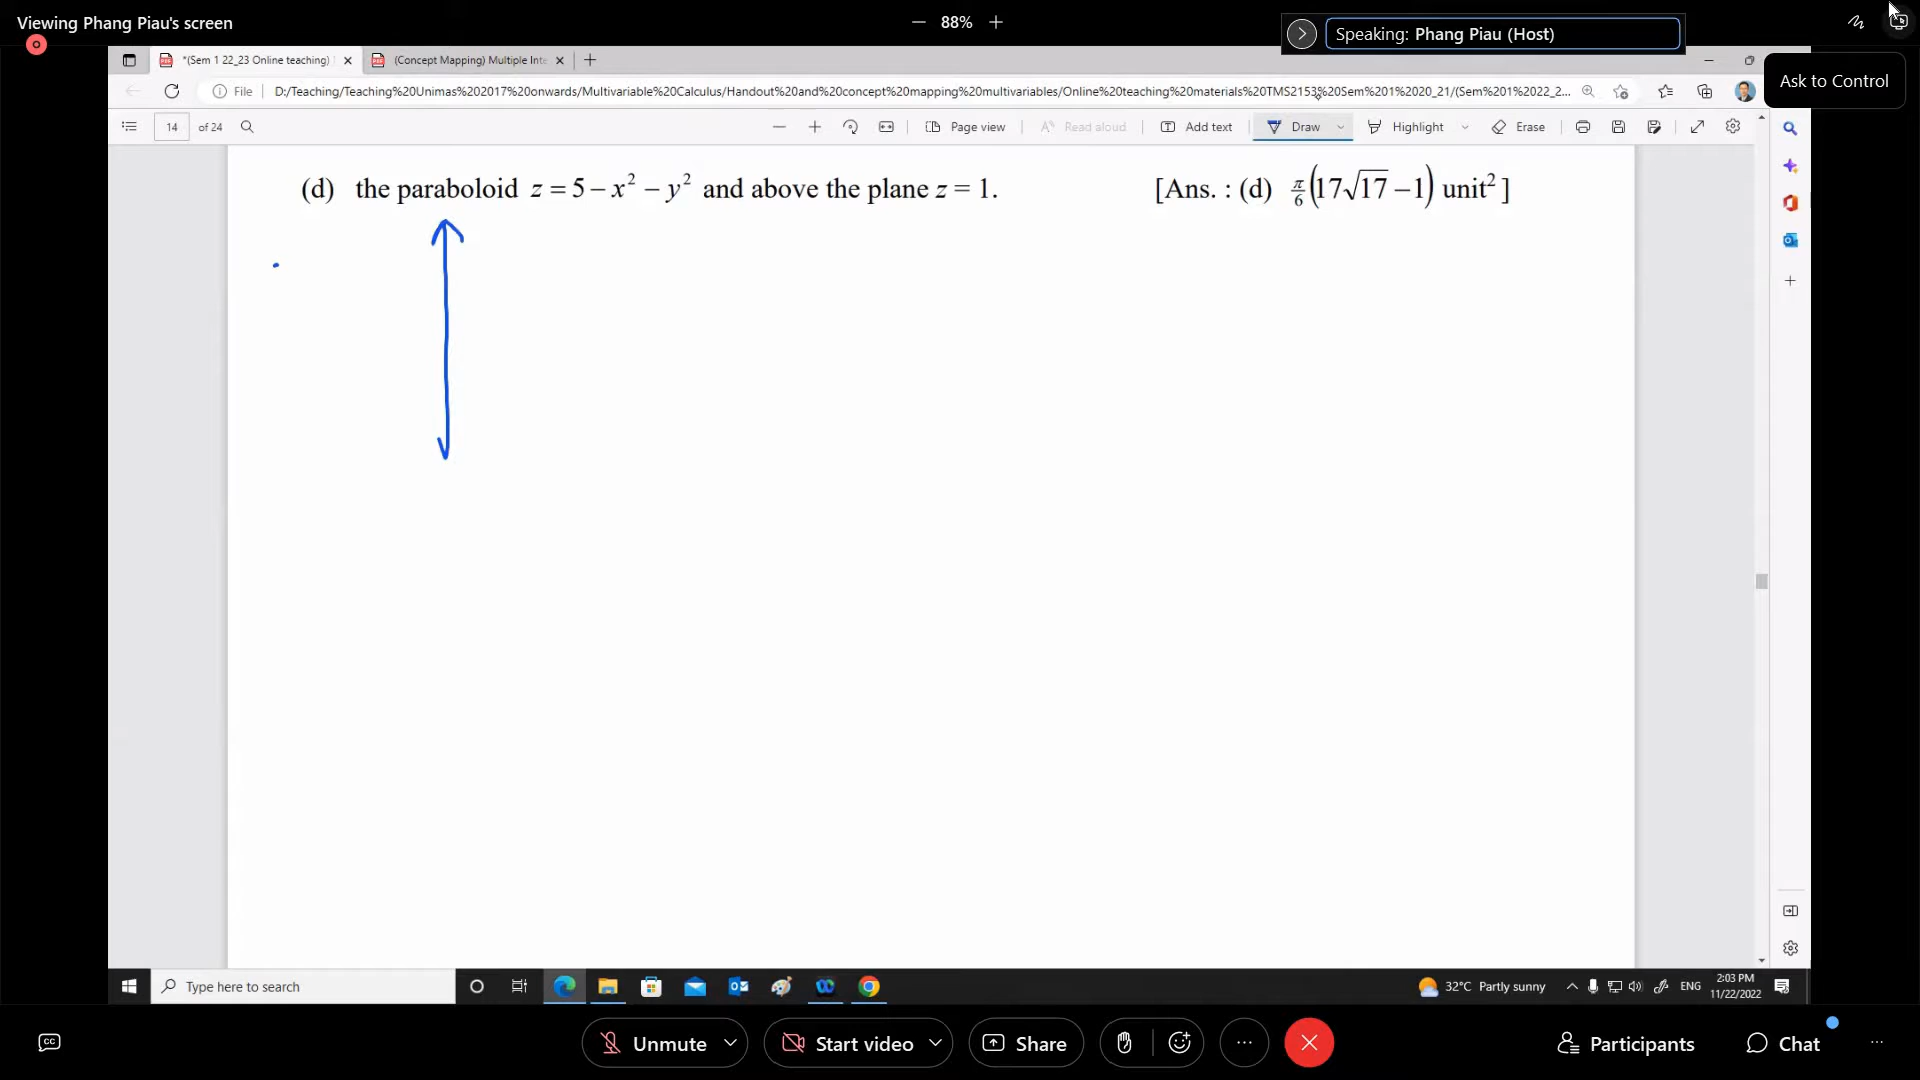 Viewing Phang Piau's screen
88%
Speaking: Phang Piau (Host)
Ask to Control
*(Sem 1 22_23 Online teaching)
(Concept Mapping) Multiple Inte
File
D:/Teaching/Teaching%20Unimas%202017%20onwards/Multivariable%20Calculus/Handout%20and%20concept%20mapping%20multivariables/Online%20teaching%20materials%20TMS2153%20Sem%201%2020_21/(Sem%201%2022_2...
14 of 24
Page view
Read aloud
Add text
Draw
Highlight
Erase
(d) the paraboloid z = 5 − x² − y² and above the plane z = 1. [Ans. : (d) π/6 (17√17 − 1) unit² ]
Type here to search
32°C Partly sunny
ENG
2:03 PM
11/22/2022
CC
Unmute
Start video
Share
Participants
Chat